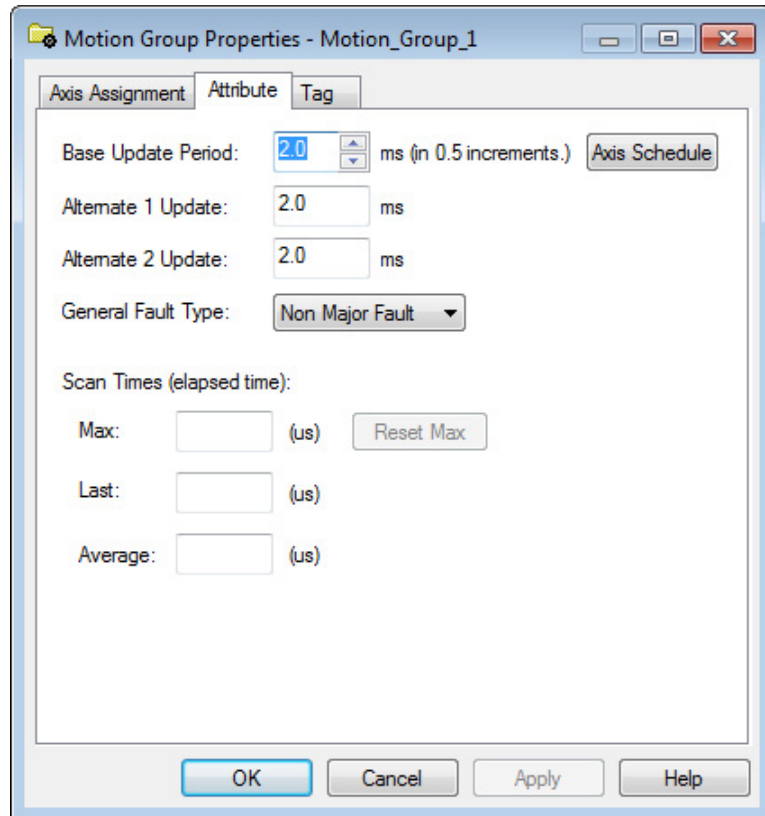 Motion Group Properties - Motion_Group_1
Axis Assignment Attribute Tag
Base Update Period: 2.0 ms (in 0.5 increments.) Axis Schedule
Alternate 1 Update: 2.0 ms
Alternate 2 Update: 2.0 ms
General Fault Type: Non Major Fault
Scan Times (elapsed time):
Max: (us) Reset Max
Last: (us)
Average: (us)
OK Cancel Apply Help